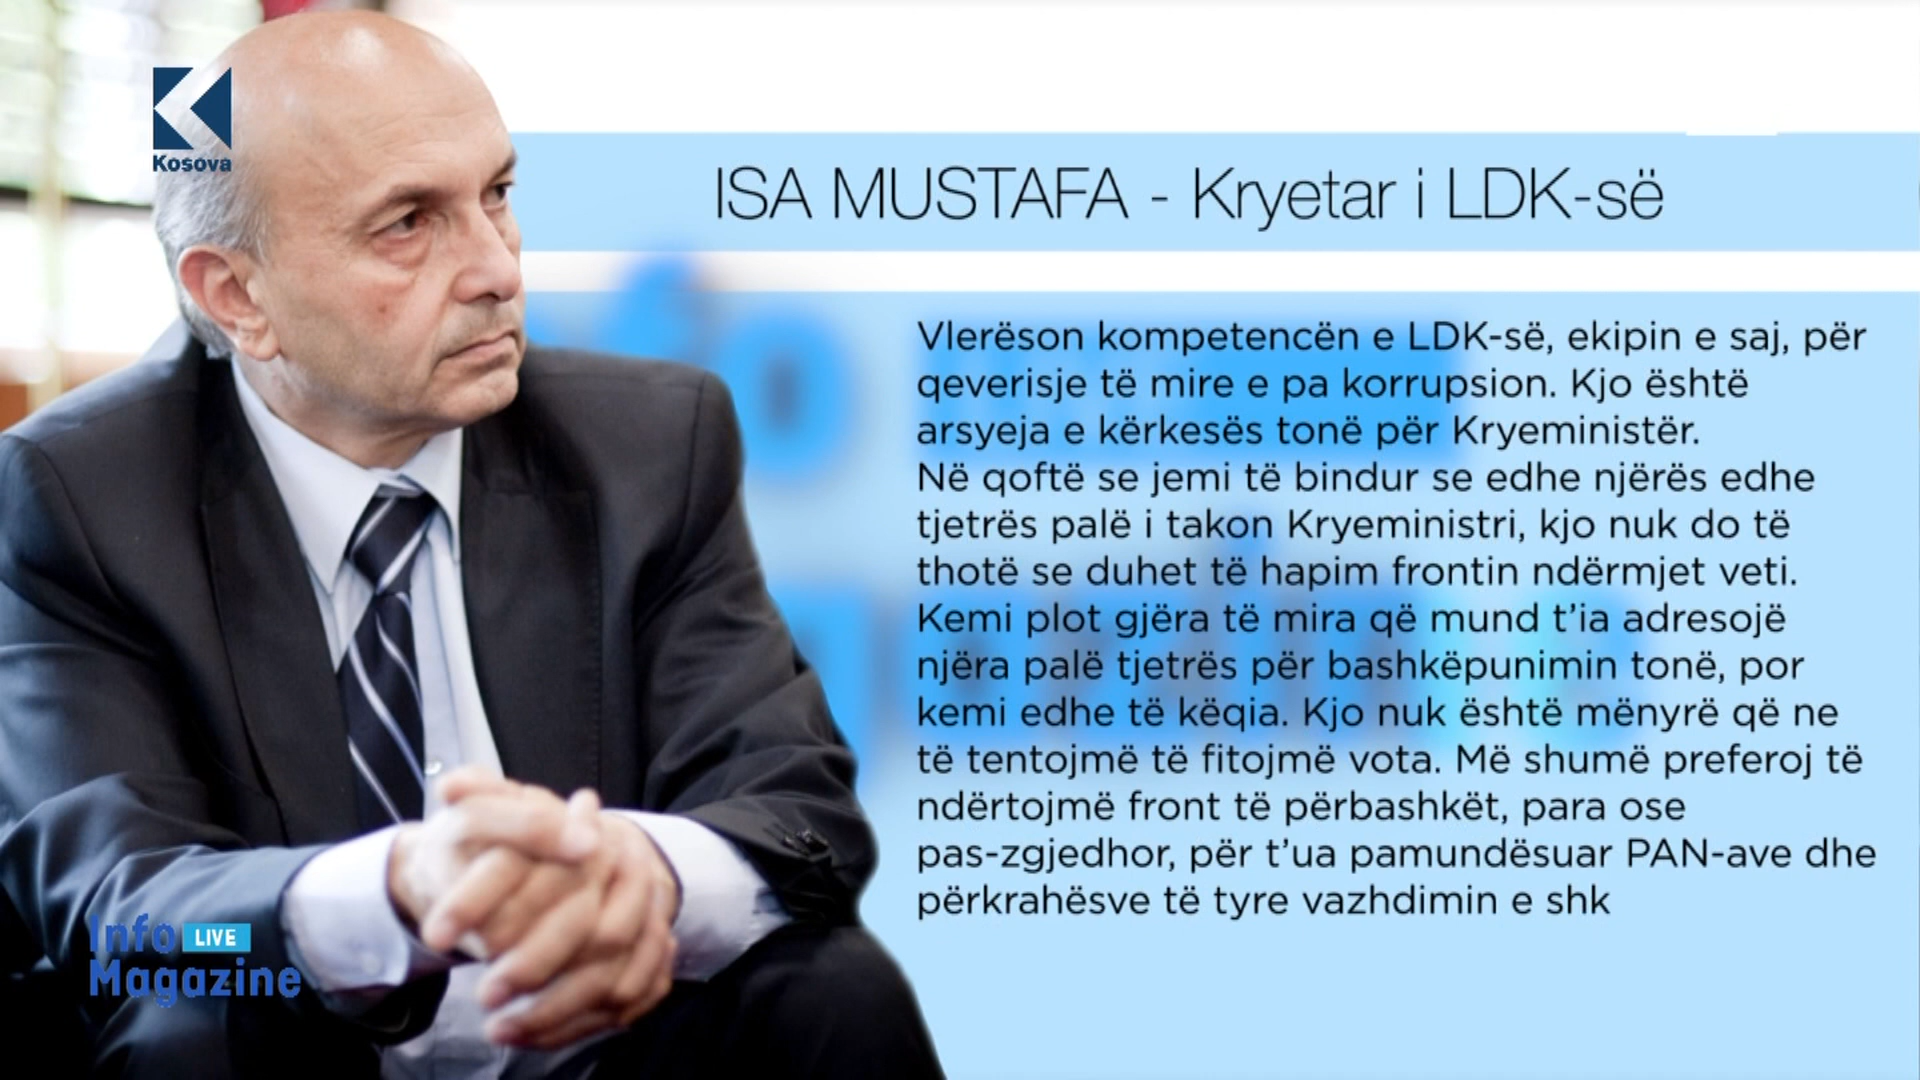 Kosova
ISA MUSTAFA - Kryetar i LDK-së
Vlerëson kompetencën e LDK-së, ekipin e saj, për
qeverisje të mire e pa korrupsion. Kjo është
arsyeja e kërkesës tonë për Kryeministër.
Në qoftë se jemi të bindur se edhe njërës edhe
tjetrës palë i takon Kryeministri, kjo nuk do të
thotë se duhet të hapim frontin ndërmjet veti.
Kemi plot gjëra të mira që mund t’ia adresojë
njëra palë tjetrës për bashkëpunimin tonë, por
kemi edhe të këqia. Kjo nuk është mënyrë që ne
të tentojmë të fitojmë vota. Më shumë preferoj të
ndërtojmë front të përbashkët, para ose
pas-zgjedhor, për t’ua pamundësuar PAN-ave dhe
përkrahësve të tyre vazhdimin e shk
Info LIVE
Magazine